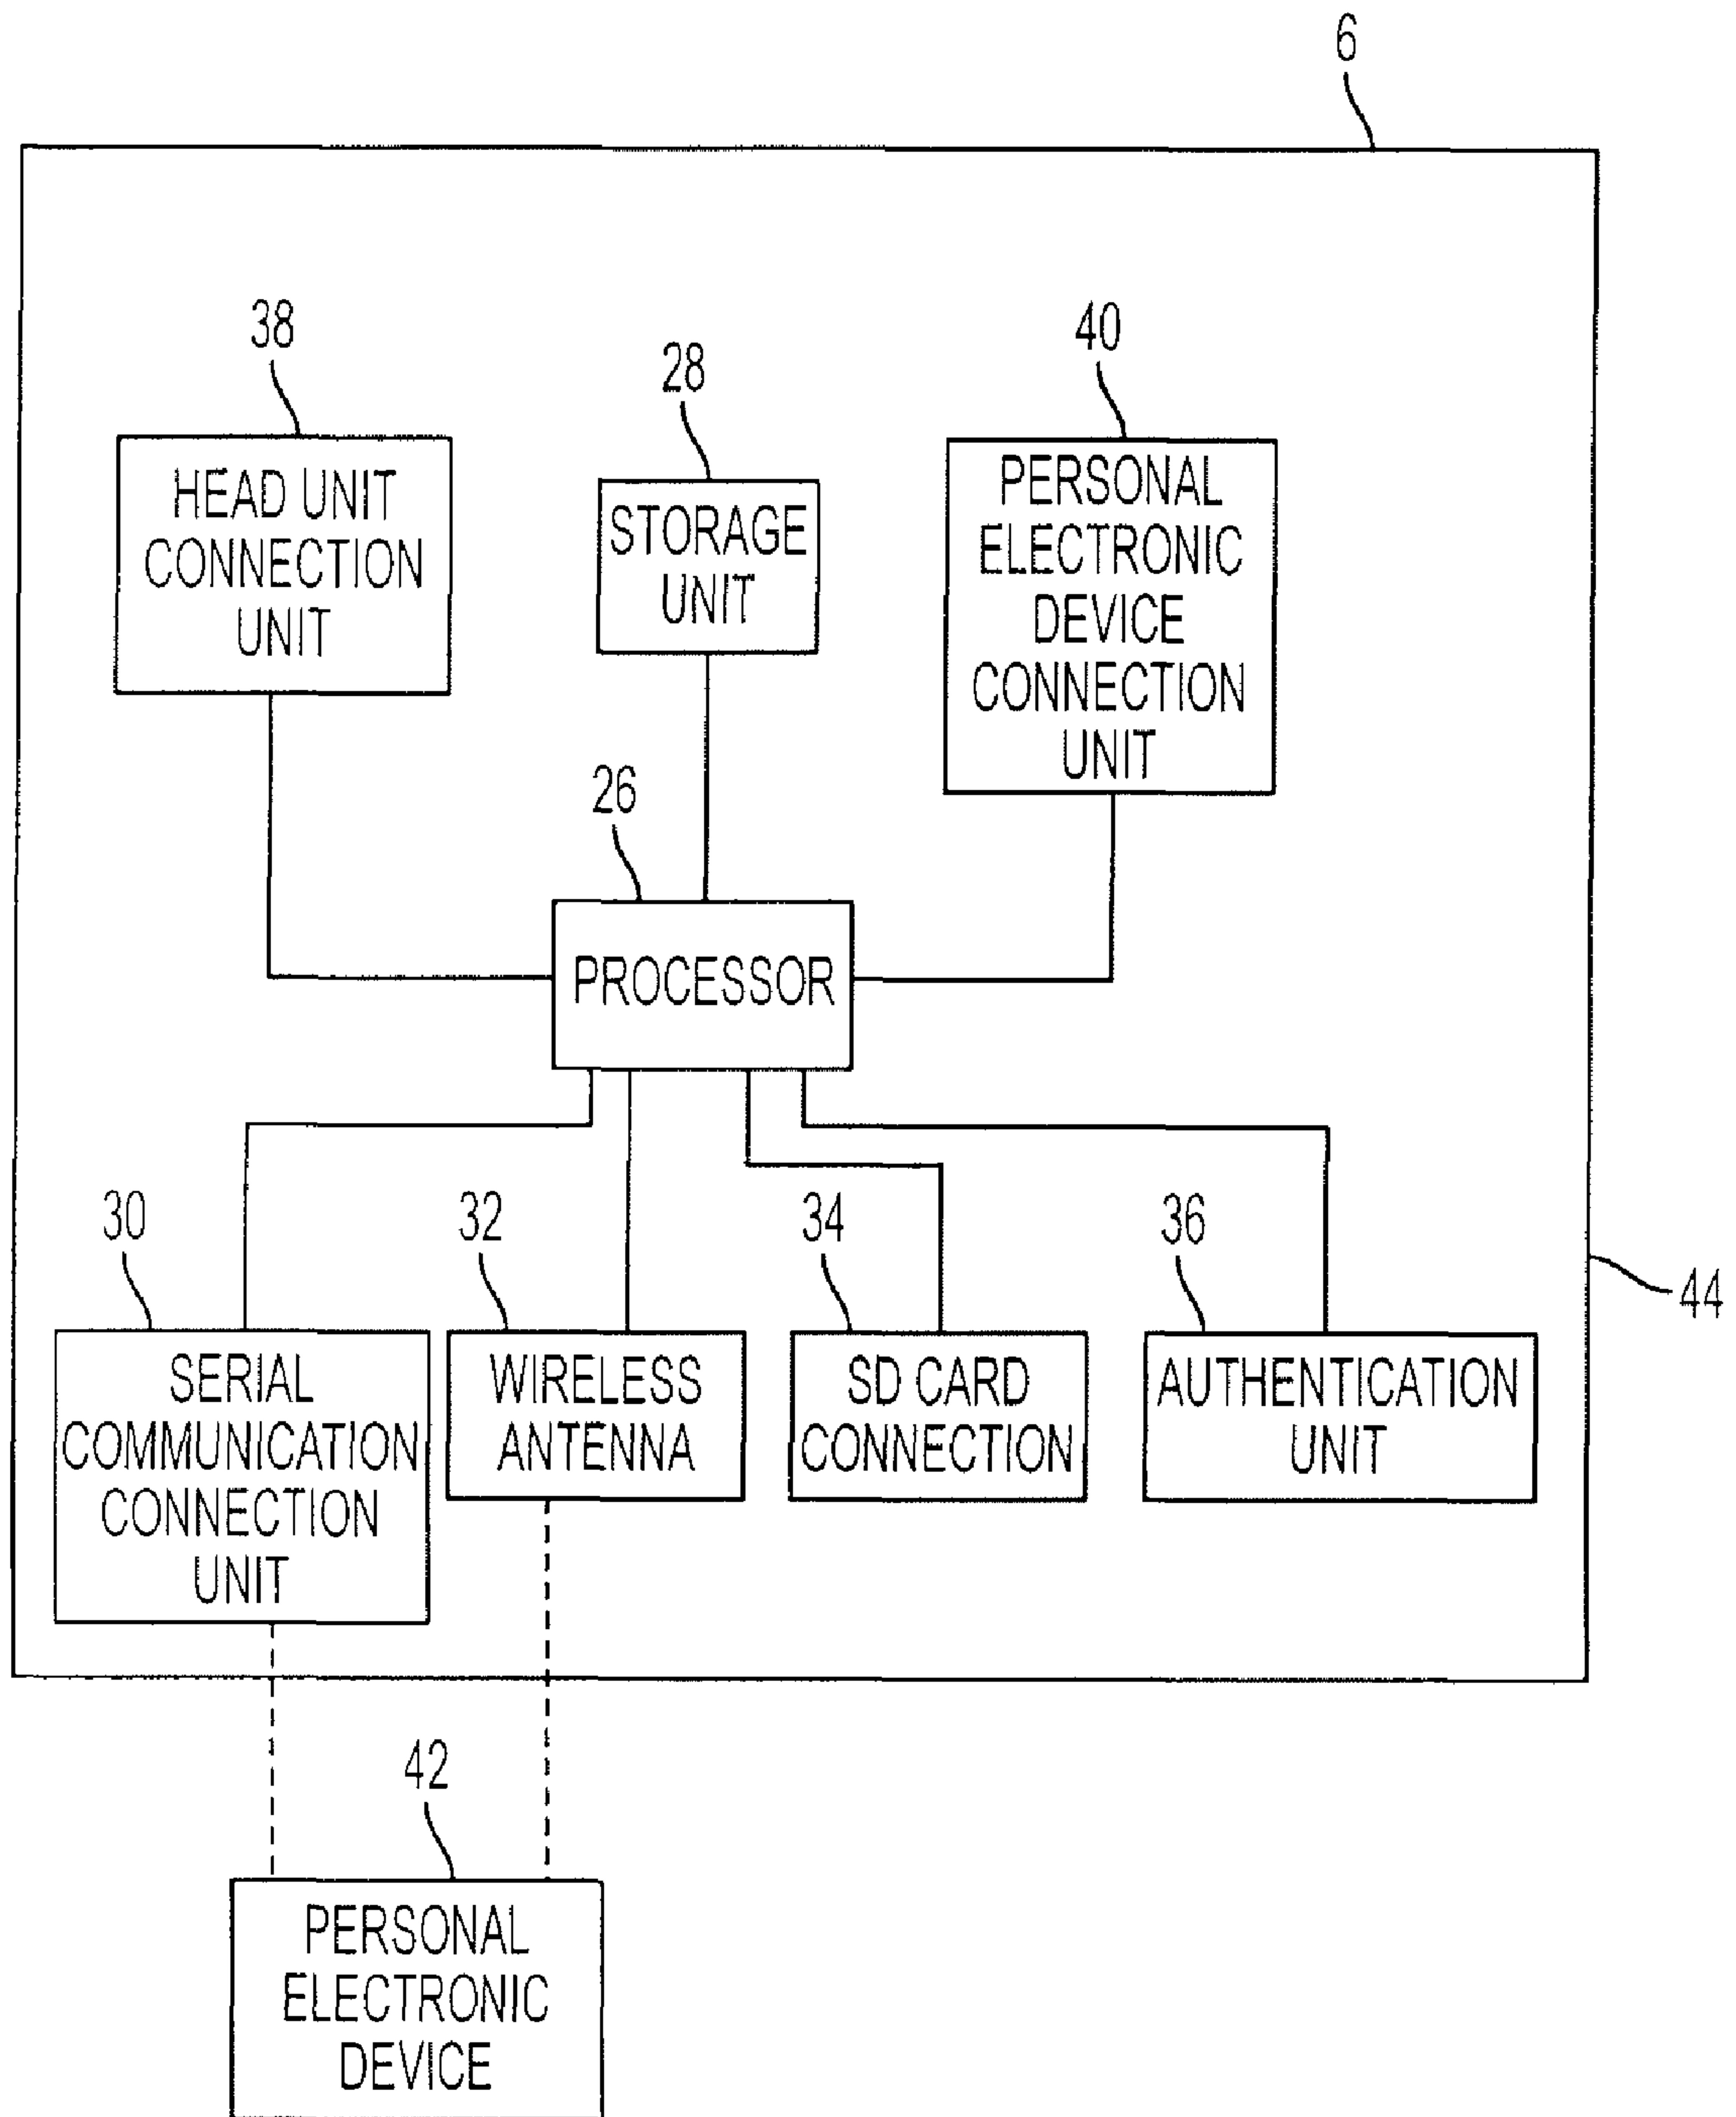 6
38
HEAD UNIT
CONNECTION
UNIT
28
STORAGE
UNIT
40
PERSONAL
ELECTRONIC
DEVICE
CONNECTION
UNIT
26
PROCESSOR
30
SERIAL
COMMUNICATION
CONNECTION
UNIT
32
WIRELESS
ANTENNA
34
SD CARD
CONNECTION
36
AUTHENTICATION
UNIT
44
42
PERSONAL
ELECTRONIC
DEVICE